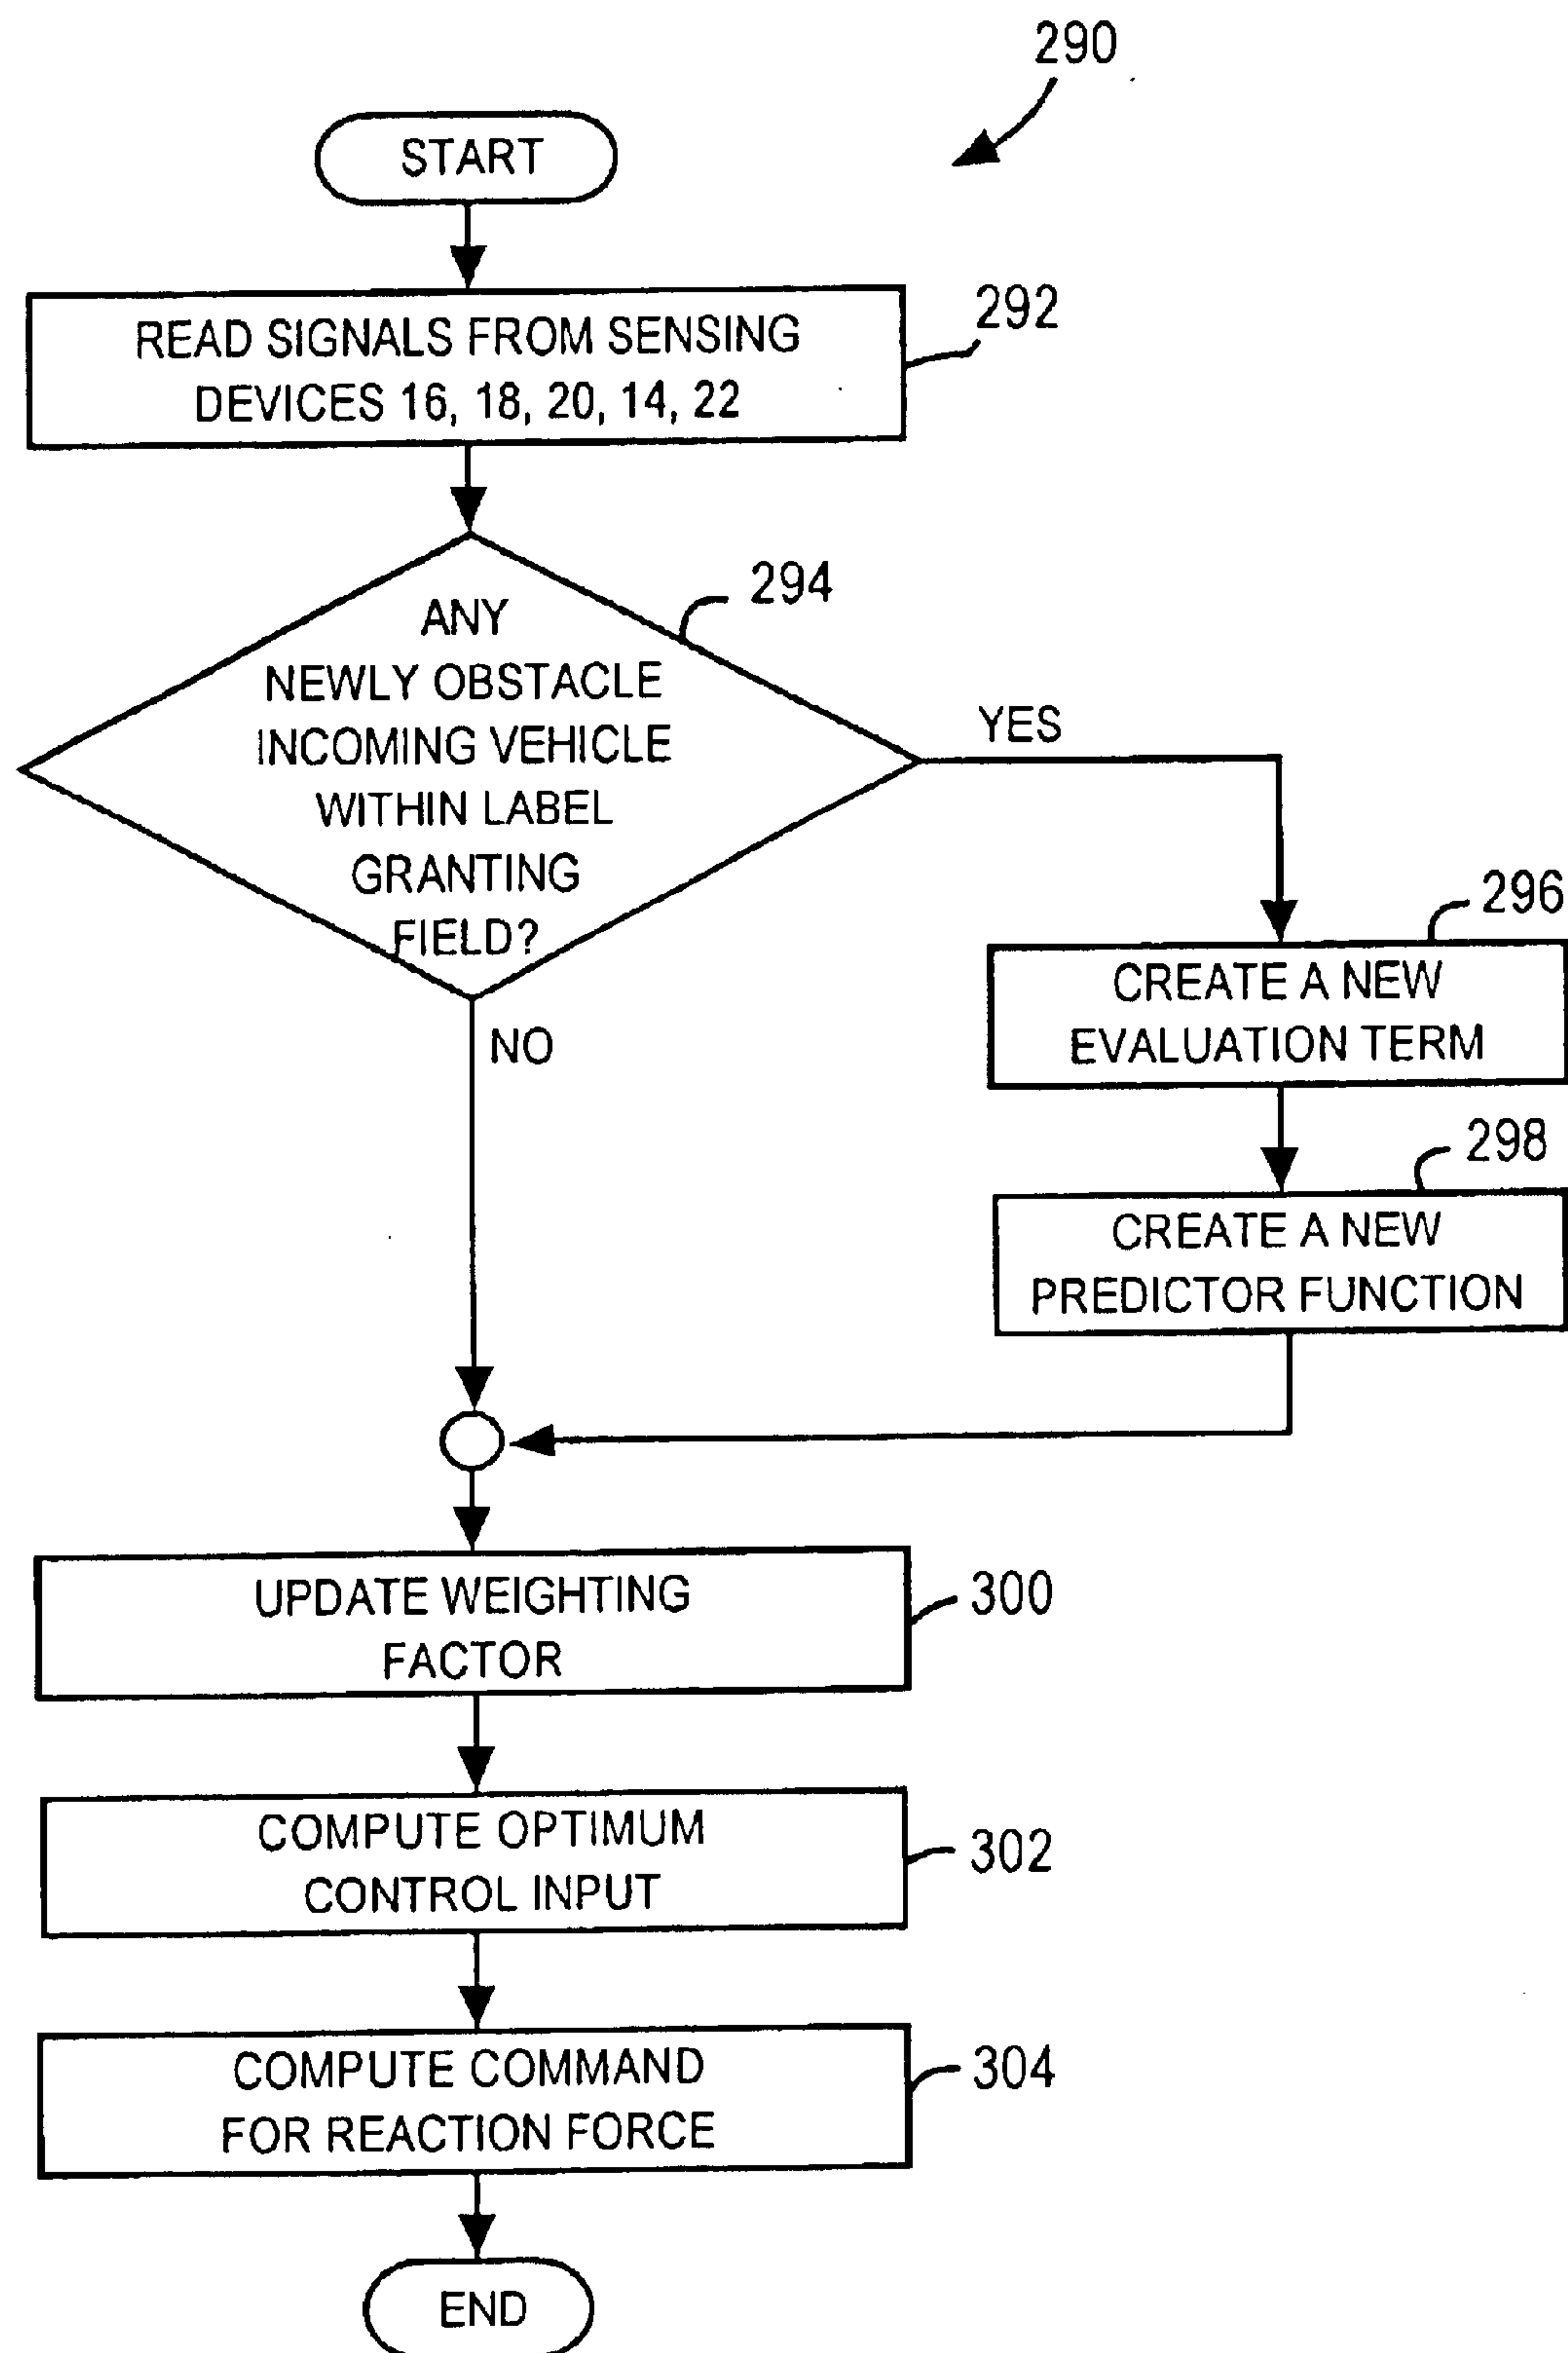 290
START
READ SIGNALS FROM SENSING
DEVICES 16, 18, 20, 14, 22
292
294
ANY
NEWLY OBSTACLE
INCOMING VEHICLE
WITHIN LABEL
GRANTING
FIELD?
YES
NO
296
CREATE A NEW
EVALUATION TERM
298
CREATE A NEW
PREDICTOR FUNCTION
UPDATE WEIGHTING
FACTOR
300
COMPUTE OPTIMUM
CONTROL INPUT
302
COMPUTE COMMAND
FOR REACTION FORCE
304
END